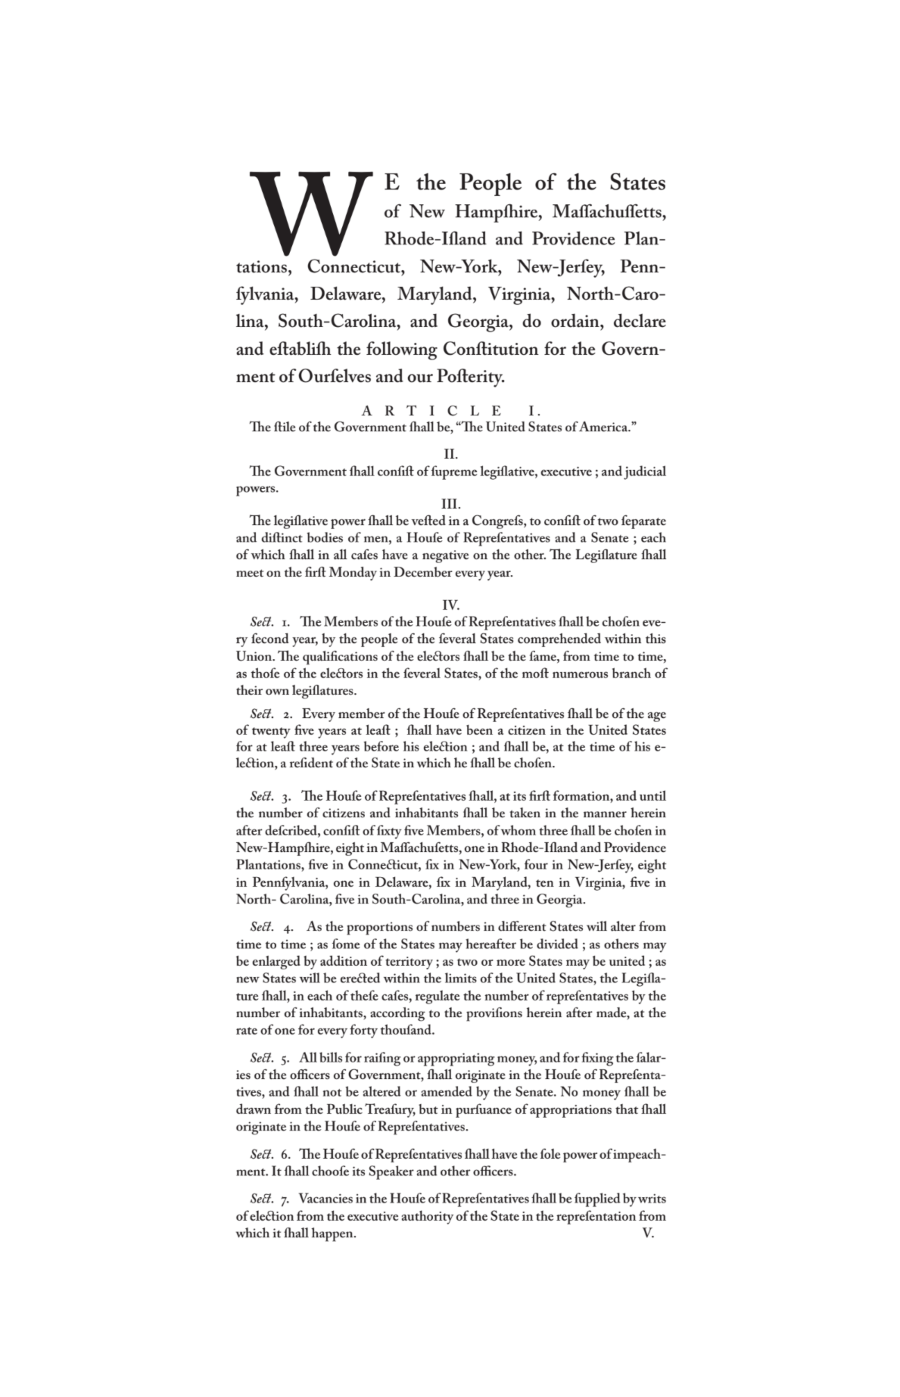 WE the People of the States
of New Hampſhire, Maſſachuſſetts,
Rhode-Iſland and Providence Plan-
tations, Connecticut, New-York, New-Jerſey, Penn-
ſylvania, Delaware, Maryland, Virginia, North-Caro-
lina, South-Carolina, and Georgia, do ordain, declare
and eſtabliſh the following Conſtitution for the Govern-
ment of Ourſelves and our Poſterity.
ARTICLE I.
The ſtile of the Government ſhall be, “The United States of America.”
II.
The Government ſhall conſiſt of ſupreme legiſlative, executive ; and judicial
powers.
III.
The legiſlative power ſhall be veſted in a Congreſs, to conſiſt of two ſeparate
and diſtinct bodies of men, a Houſe of Repreſentatives and a Senate ; each
of which ſhall in all caſes have a negative on the other. The Legiſlature ſhall
meet on the firſt Monday in December every year.
IV.
Sect. 1. The Members of the Houſe of Repreſentatives ſhall be choſen eve-
ry ſecond year, by the people of the ſeveral States comprehended within this
Union. The qualifications of the electors ſhall be the ſame, from time to time,
as thoſe of the electors in the ſeveral States, of the moſt numerous branch of
their own legiſlatures.
Sect. 2. Every member of the Houſe of Repreſentatives ſhall be of the age
of twenty five years at leaſt ; ſhall have been a citizen in the United States
for at leaſt three years before his election ; and ſhall be, at the time of his e-
lection, a reſident of the State in which he ſhall be choſen.
Sect. 3. The Houſe of Repreſentatives ſhall, at its firſt formation, and until
the number of citizens and inhabitants ſhall be taken in the manner herein
after deſcribed, conſiſt of ſixty five Members, of whom three ſhall be choſen in
New-Hampſhire, eight in Maſſachuſetts, one in Rhode-Iſland and Providence
Plantations, five in Connecticut, ſix in New-York, four in New-Jerſey, eight
in Pennſylvania, one in Delaware, ſix in Maryland, ten in Virginia, five in
North- Carolina, five in South-Carolina, and three in Georgia.
Sect. 4. As the proportions of numbers in different States will alter from
time to time ; as ſome of the States may hereafter be divided ; as others may
be enlarged by addition of territory ; as two or more States may be united ; as
new States will be erected within the limits of the United States, the Legiſla-
ture ſhall, in each of theſe caſes, regulate the number of repreſentatives by the
number of inhabitants, according to the proviſions herein after made, at the
rate of one for every forty thouſand.
Sect. 5. All bills for raiſing or appropriating money, and for fixing the ſalar-
ies of the officers of Government, ſhall originate in the Houſe of Repreſenta-
tives, and ſhall not be altered or amended by the Senate. No money ſhall be
drawn from the Public Treaſury, but in purſuance of appropriations that ſhall
originate in the Houſe of Repreſentatives.
Sect. 6. The Houſe of Repreſentatives ſhall have the ſole power of impeach-
ment. It ſhall chooſe its Speaker and other officers.
Sect. 7. Vacancies in the Houſe of Repreſentatives ſhall be ſupplied by writs
of election from the executive authority of the State in the repreſentation from
which it ſhall happen. V.